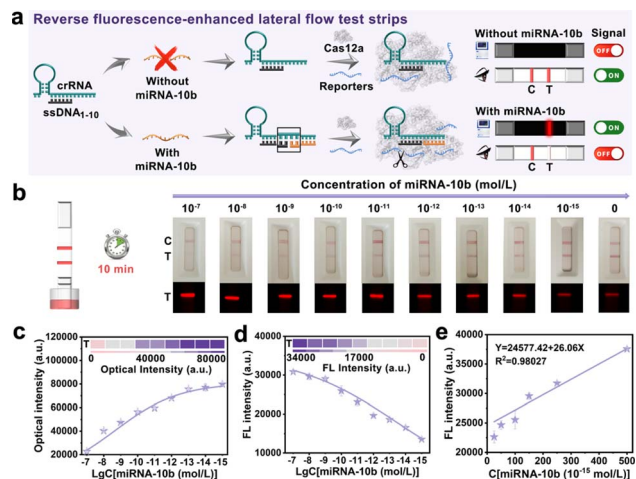 a Reverse fluorescence-enhanced lateral flow test strips
Without miRNA-10b Signal
Cas12a
OFF
crRNA
Without
miRNA-10b
Reporters
ON
C T
ssDNA1-10
With miRNA-10b
ON
With
miRNA-10b
OFF
C T
b
Concentration of miRNA-10b (mol/L)
10-7 10-8 10-9 10-10 10-11 10-12 10-13 10-14 10-15 0
C
T
10 min
T
c
120000
100000
80000
60000
40000
20000
T
0 40000 80000
Optical Intensity (a.u.)
Optical intensity (a.u.)
-7 -8 -9 -10 -11 -12 -13 -14 -15
LgC[miRNA-10b (mol/L)]
d
40000
30000
20000
10000
T
34000 17000 0
FL Intensity (a.u.)
FL intensity (a.u.)
-7 -8 -9 -10 -11 -12 -13 -14 -15
LgC[miRNA-10b (mol/L)]
e
40000
35000
30000
25000
20000
Y=24577.42+26.06X
R2=0.98027
FL intensity (a.u.)
0 100 200 300 400 500
C[miRNA-10b (10-15 mol/L)]